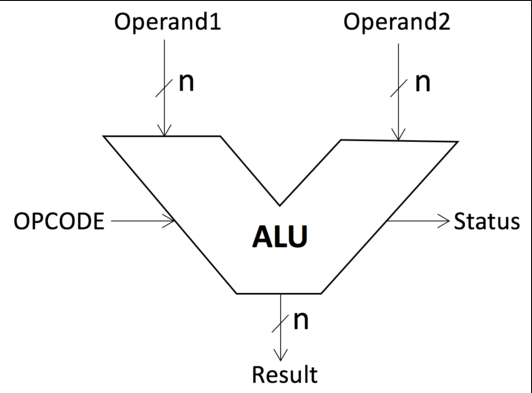 Operand1
Operand2
n
n
OPCODE
ALU
Status
n
Result